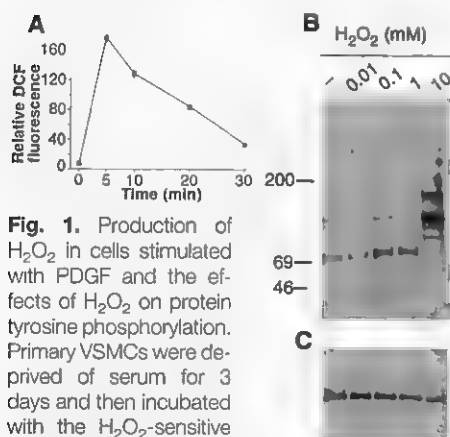 A
Relative DCF
fluorescence
160
120
80
40
0
0 5 10 20 30
Time (min)
Fig. 1. Production of
H₂O₂ in cells stimulated
with PDGF and the ef-
fects of H₂O₂ on protein
tyrosine phosphorylation.
Primary VSMCs were de-
prived of serum for 3
days and then incubated
with the H₂O₂-sensitive
B
H₂O₂ (mM)
– 0.01 0.1 1 10
200
69
46
C